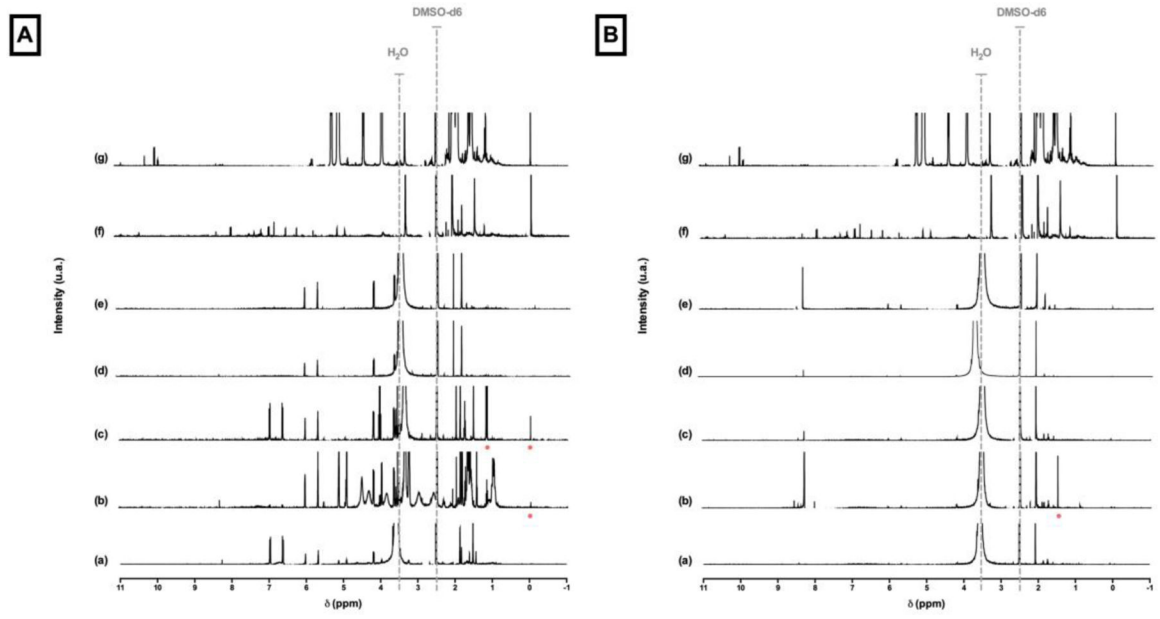 A
DMSO-d6
H2O
(g)
(f)
(e)
(d)
(c)
(b)
(a)
Intensity (u.a.)
11 10 9 8 7 6 5 4 3 2 1 0 -1
δ (ppm)
B
DMSO-d6
H2O
(g)
(f)
(e)
(d)
(c)
(b)
(a)
Intensity (u.a.)
11 10 9 8 7 6 5 4 3 2 1 0 -1
δ (ppm)